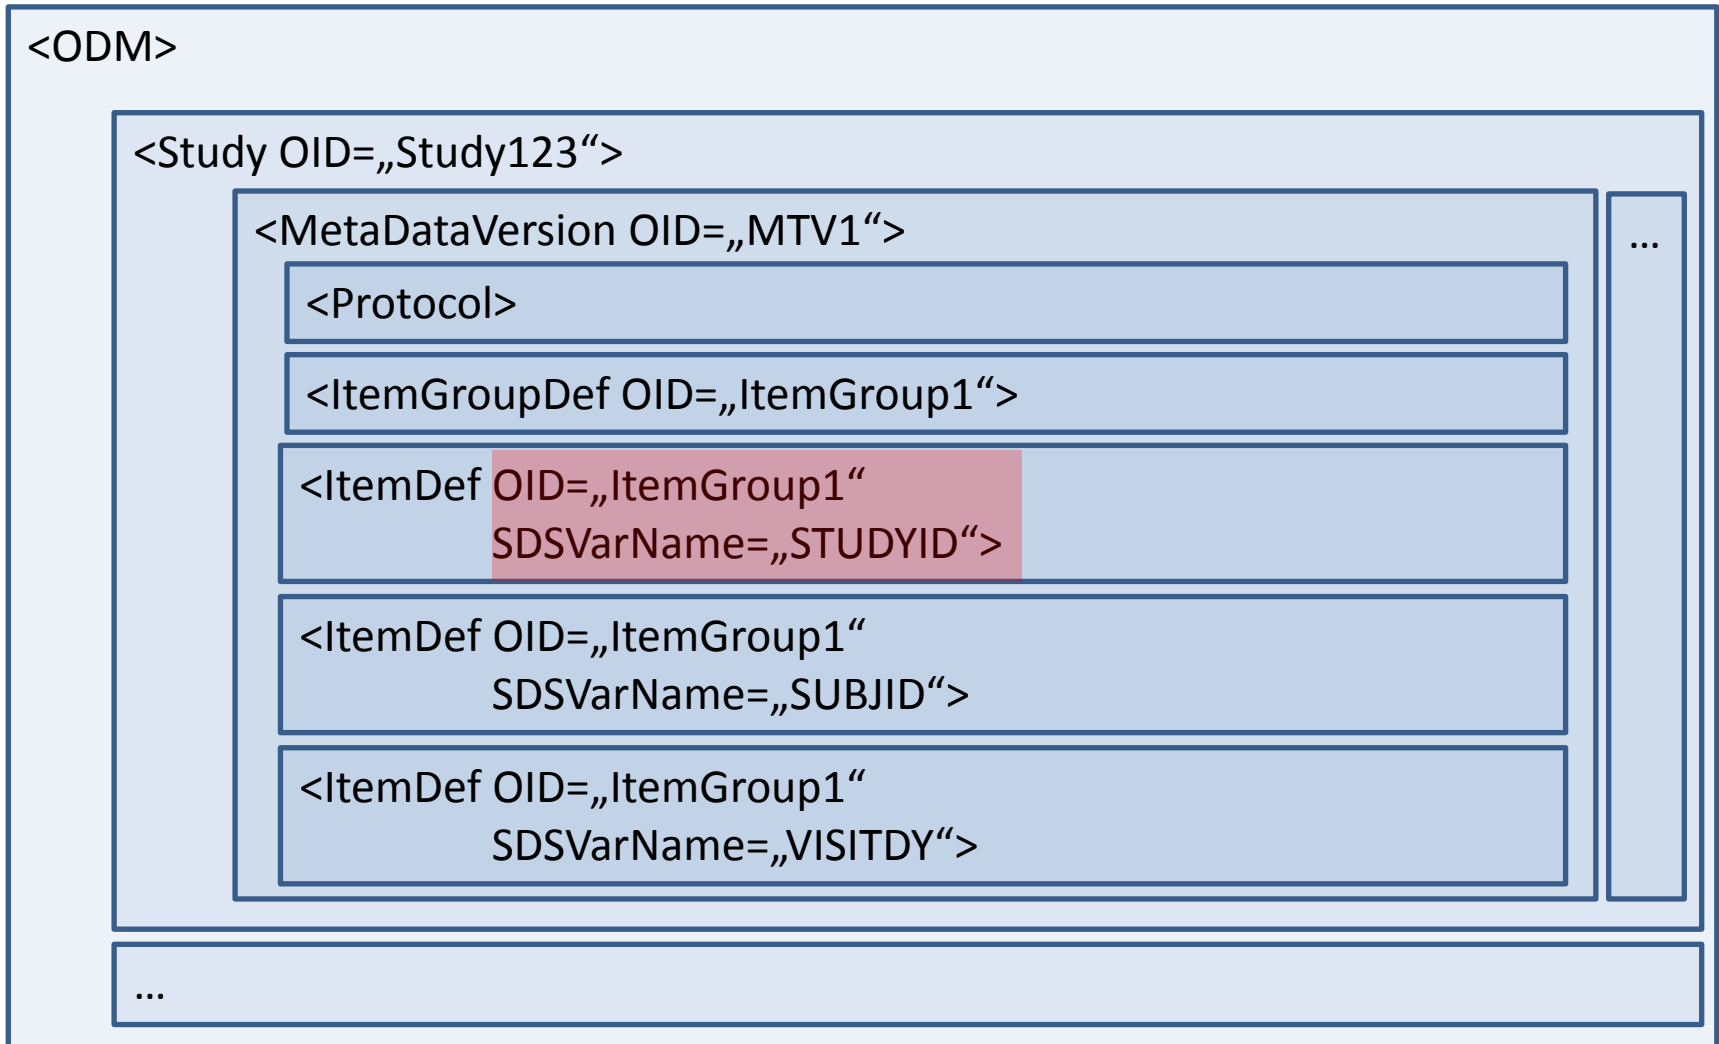 <ODM>
<Study OID=„Study123“>
<MetaDataVersion OID=„MTV1“>
...
<Protocol>
<ItemGroupDef OID=„ItemGroup1“>
<ItemDef OID=„ItemGroup1“
SDSVarName=„STUDYID“>
<ItemDef OID=„ItemGroup1“
SDSVarName=„SUBJID“>
<ItemDef OID=„ItemGroup1“
SDSVarName=„VISITDY“>
...